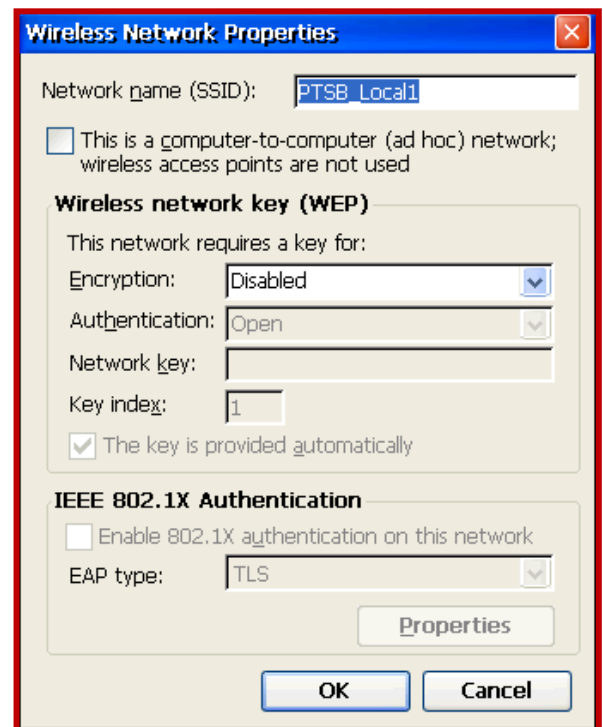 Wireless Network Properties
Network name (SSID): PTSB_Local1
This is a computer-to-computer (ad hoc) network;
wireless access points are not used
Wireless network key (WEP)
This network requires a key for:
Encryption: Disabled
Authentication: Open
Network key:
Key index: 1
The key is provided automatically
IEEE 802.1X Authentication
Enable 802.1X authentication on this network
EAP type: TLS
Properties
OK Cancel